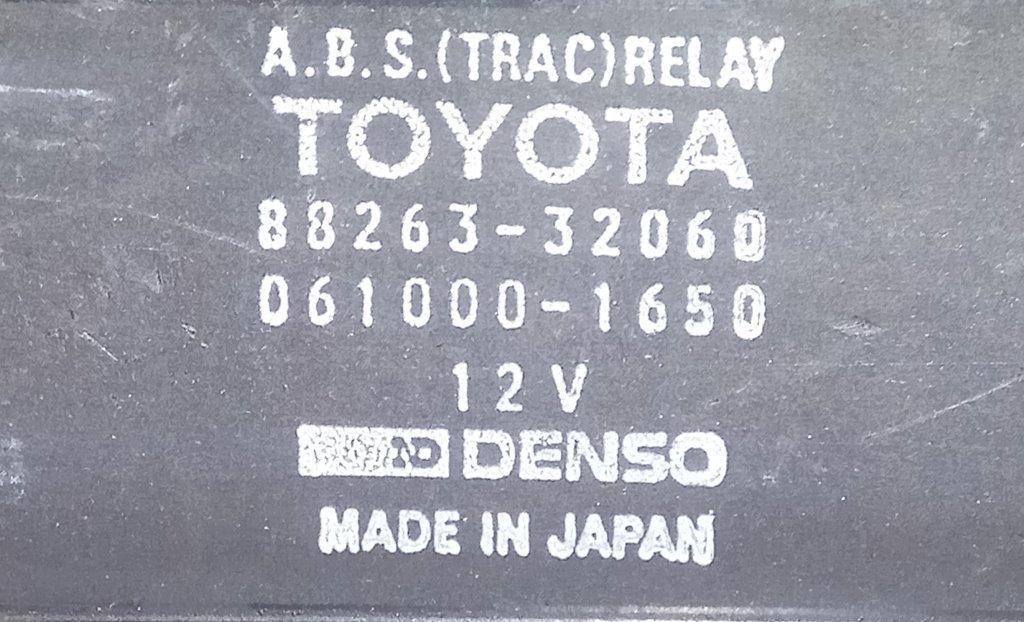 A.B.S.(TRAC)RELAY
TOYOTA
88263-32060
061000-1650
12V
DENSO
MADE IN JAPAN